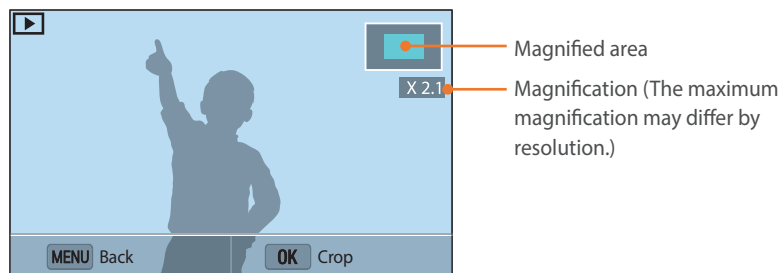 Magnified area
X 2.1
Magnification (The maximum
magnification may differ by
resolution.)
MENU Back
OK Crop